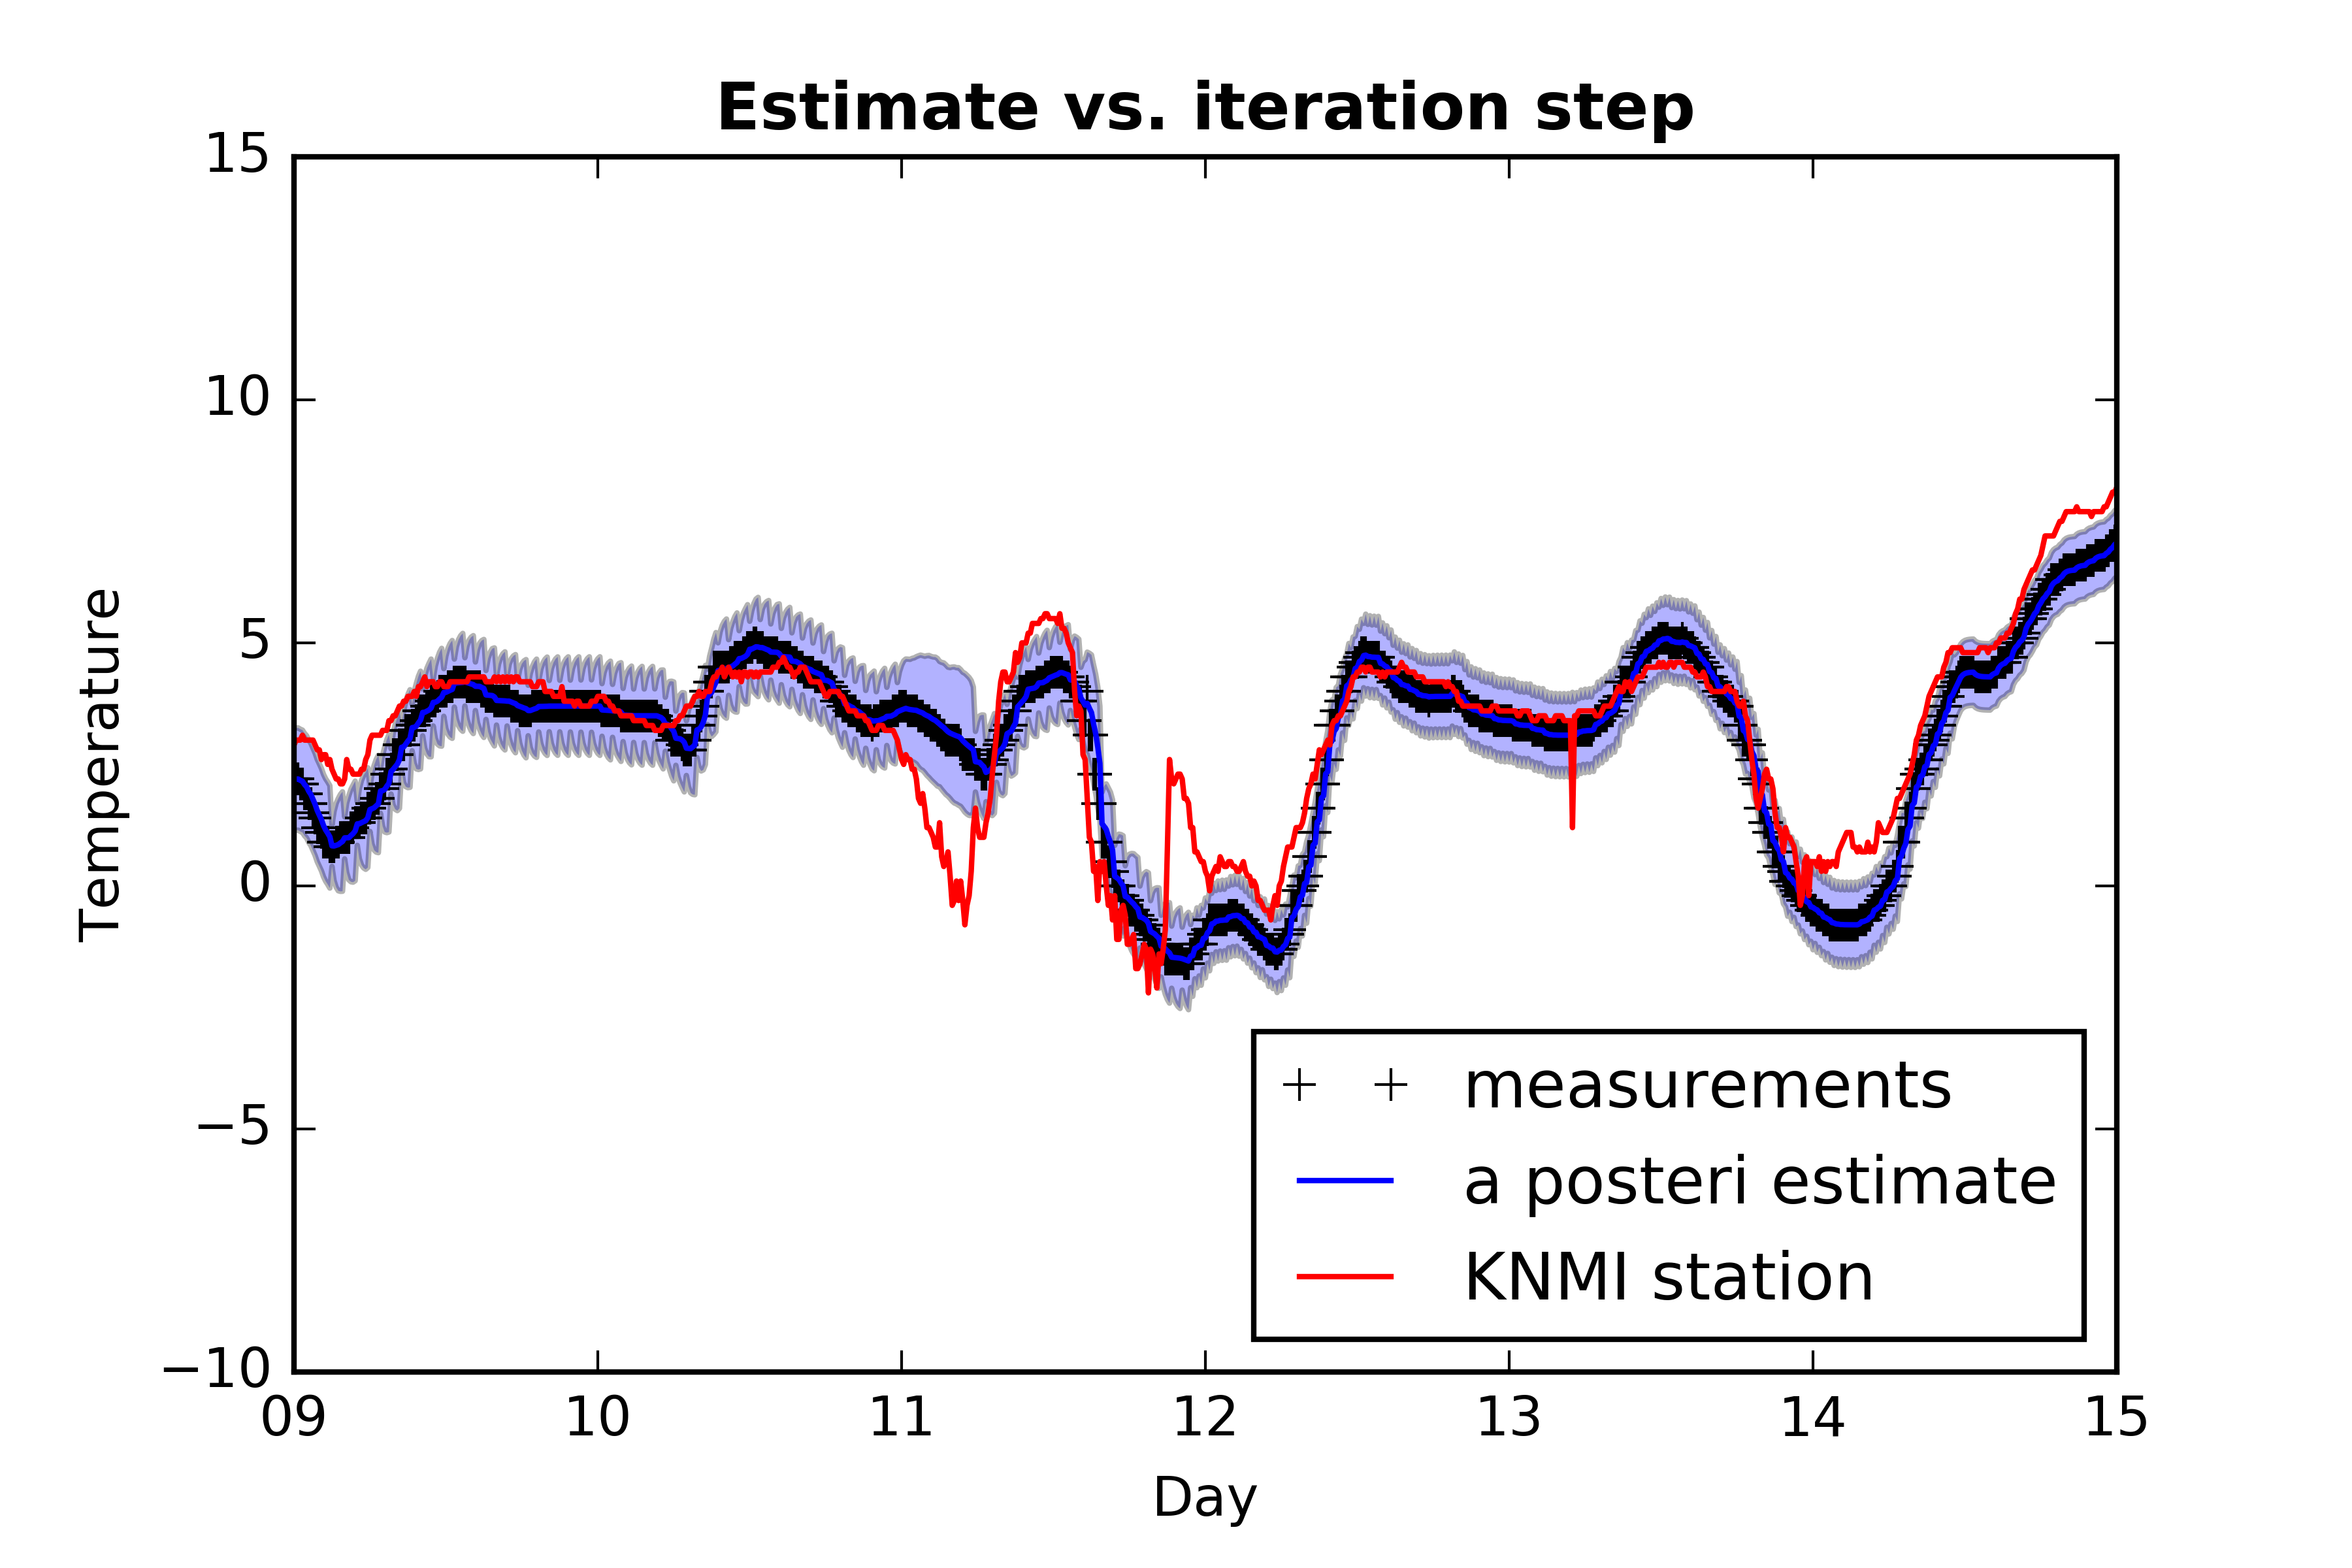 Estimate vs. iteration step
15
10
5
0
−5
−10
Temperature
measurements
a posteri estimate
KNMI station
09 10 11 12 13 14 15
Day